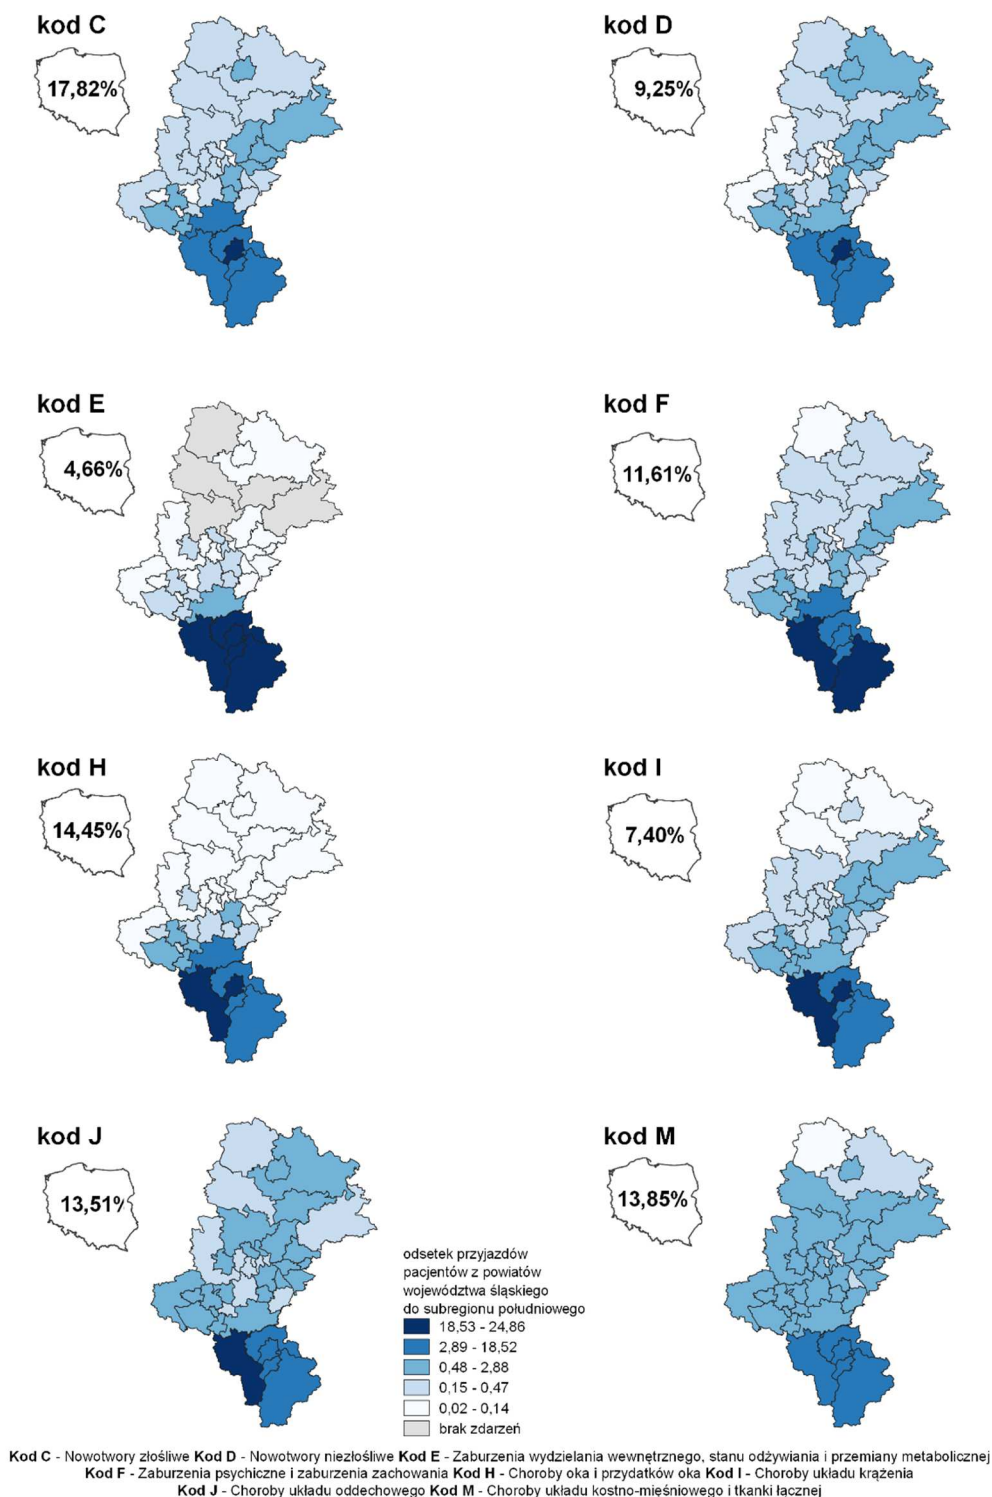 kod C
17,82%
kod D
9,25%
kod E
4,66%
kod F
11,61%
kod H
14,45%
kod I
7,40%
kod J
13,51%
kod M
13,85%
odsetek przyjazdów
pacjentów z powiatów
województwa śląskiego
do subregionu południowego
18,53 - 24,86
2,89 - 18,52
0,48 - 2,88
0,15 - 0,47
0,02 - 0,14
brak zdarzeń
Kod C - Nowotwory złośliwe Kod D - Nowotwory niezłośliwe Kod E - Zaburzenia wydzielania wewnętrznego, stanu odżywiania i przemiany metabolicznej
Kod F - Zaburzenia psychiczne i zaburzenia zachowania Kod H - Choroby oka i przydatków oka Kod I - Choroby układu krążenia
Kod J - Choroby układu oddechowego Kod M - Choroby układu kostno-mięśniowego i tkanki łącznej